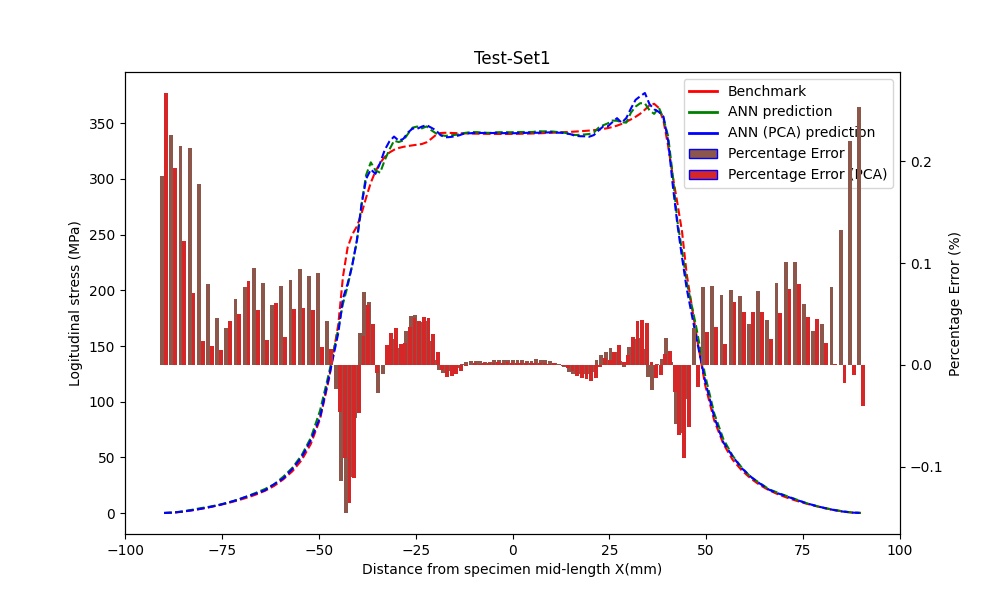 Test-Set1
Benchmark
ANN prediction
ANN (PCA) prediction
Percentage Error
Percentage Error (PCA)
350
300
250
200
150
100
50
0
Logitudinal stress (MPa)
0.2
0.1
0.0
−0.1
Percentage Error (%)
−100 −75 −50 −25 0 25 50 75 100
Distance from specimen mid-length X(mm)